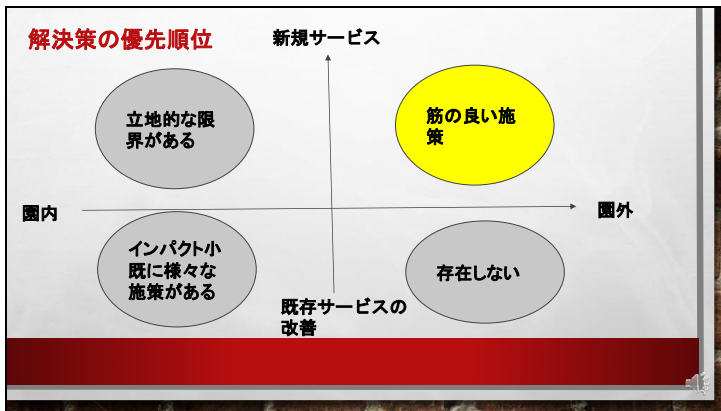 解決策の優先順位
新規サービス
立地的な限
界がある
筋の良い施
策
園内
園外
インパクト小
既に様々な
施策がある
存在しない
既存サービスの
改善